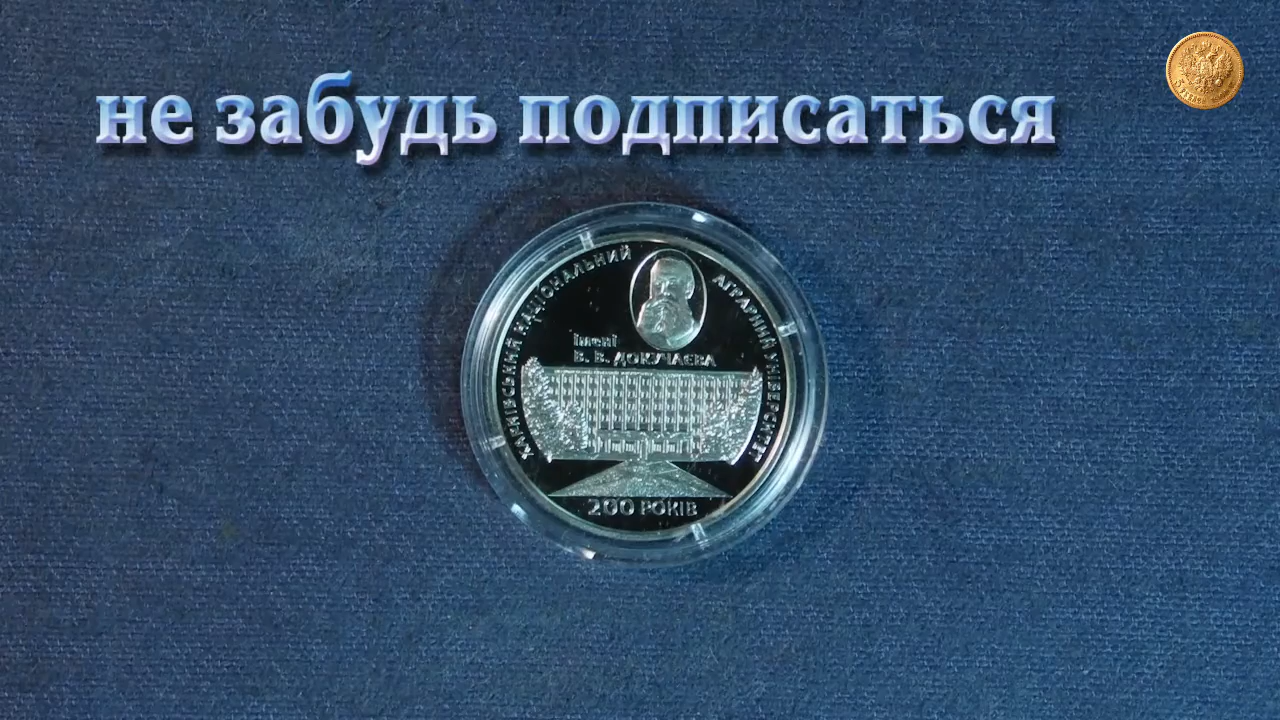 не забудь подписаться
ХАРКІВСЬКИЙ НАЦІОНАЛЬНИЙ
АГРАРНИЙ УНІВЕРСИТЕТ
імені
В. В. ДОКУЧАЄВА
200 РОКІВ